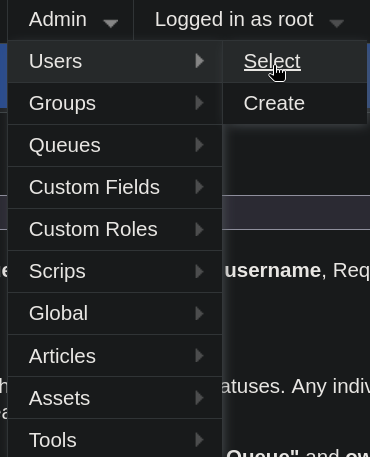 Admin
Logged in as root
Users
Select
Groups
Create
Queues
Custom Fields
Custom Roles
Scrips
username, Req
Global
Articles
atuses. Any indiv
Assets
Tools
Queue" and ow